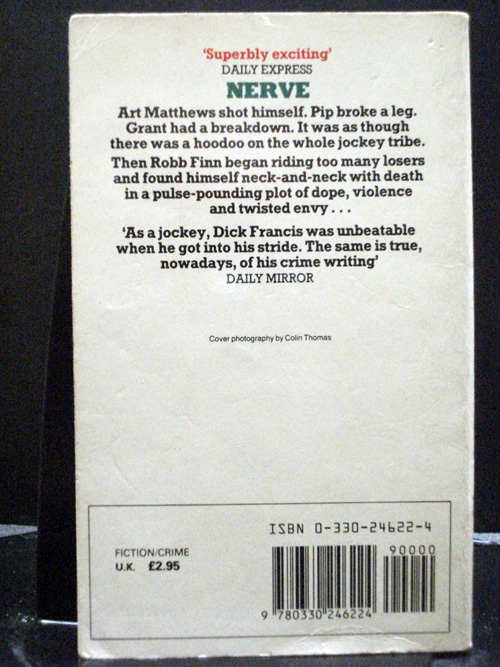 ‘Superbly exciting’
DAILY EXPRESS
NERVE
Art Matthews shot himself. Pip broke a leg.
Grant had a breakdown. It was as though
there was a hoodoo on the whole jockey tribe.
Then Robb Finn began riding too many losers
and found himself neck-and-neck with death
in a pulse-pounding plot of dope, violence
and twisted envy . . .
‘As a jockey, Dick Francis was unbeatable
when he got into his stride. The same is true,
nowadays, of his crime writing’
DAILY MIRROR
Cover photography by Colin Thomas
ISBN 0-330-24622-4
90000
FICTION/CRIME
U.K. £2.95
9 780330 246224